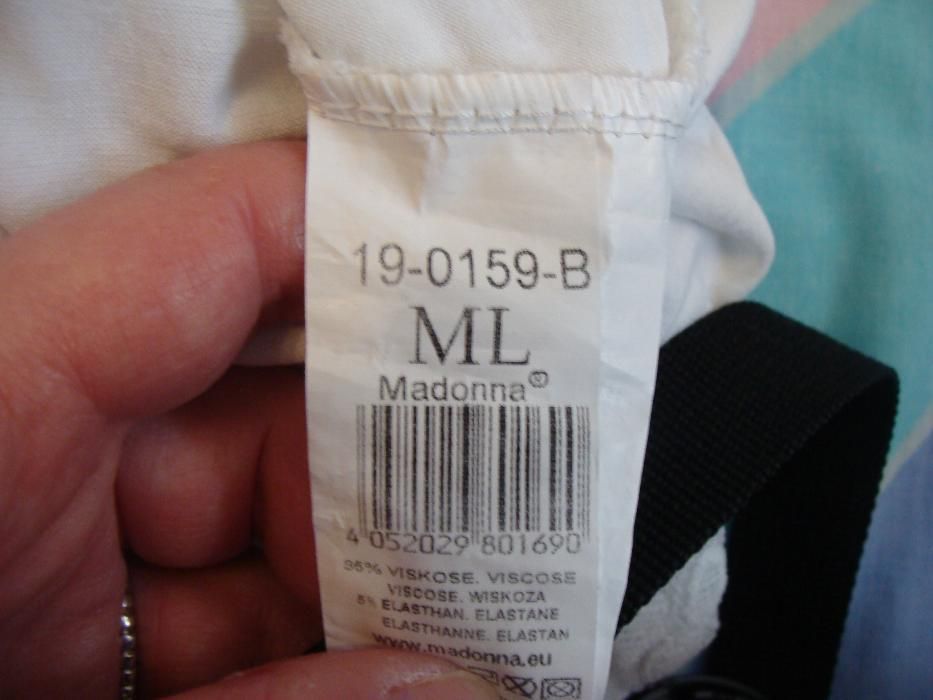 19-0159-B
ML
Madonna®
4 052029 801690
95% VISKOSE. VISCOSE
VISCOSE. WISKOZA
5% ELASTHAN. ELASTANE
ELASTHANNE. ELASTAN
www.madonna.eu